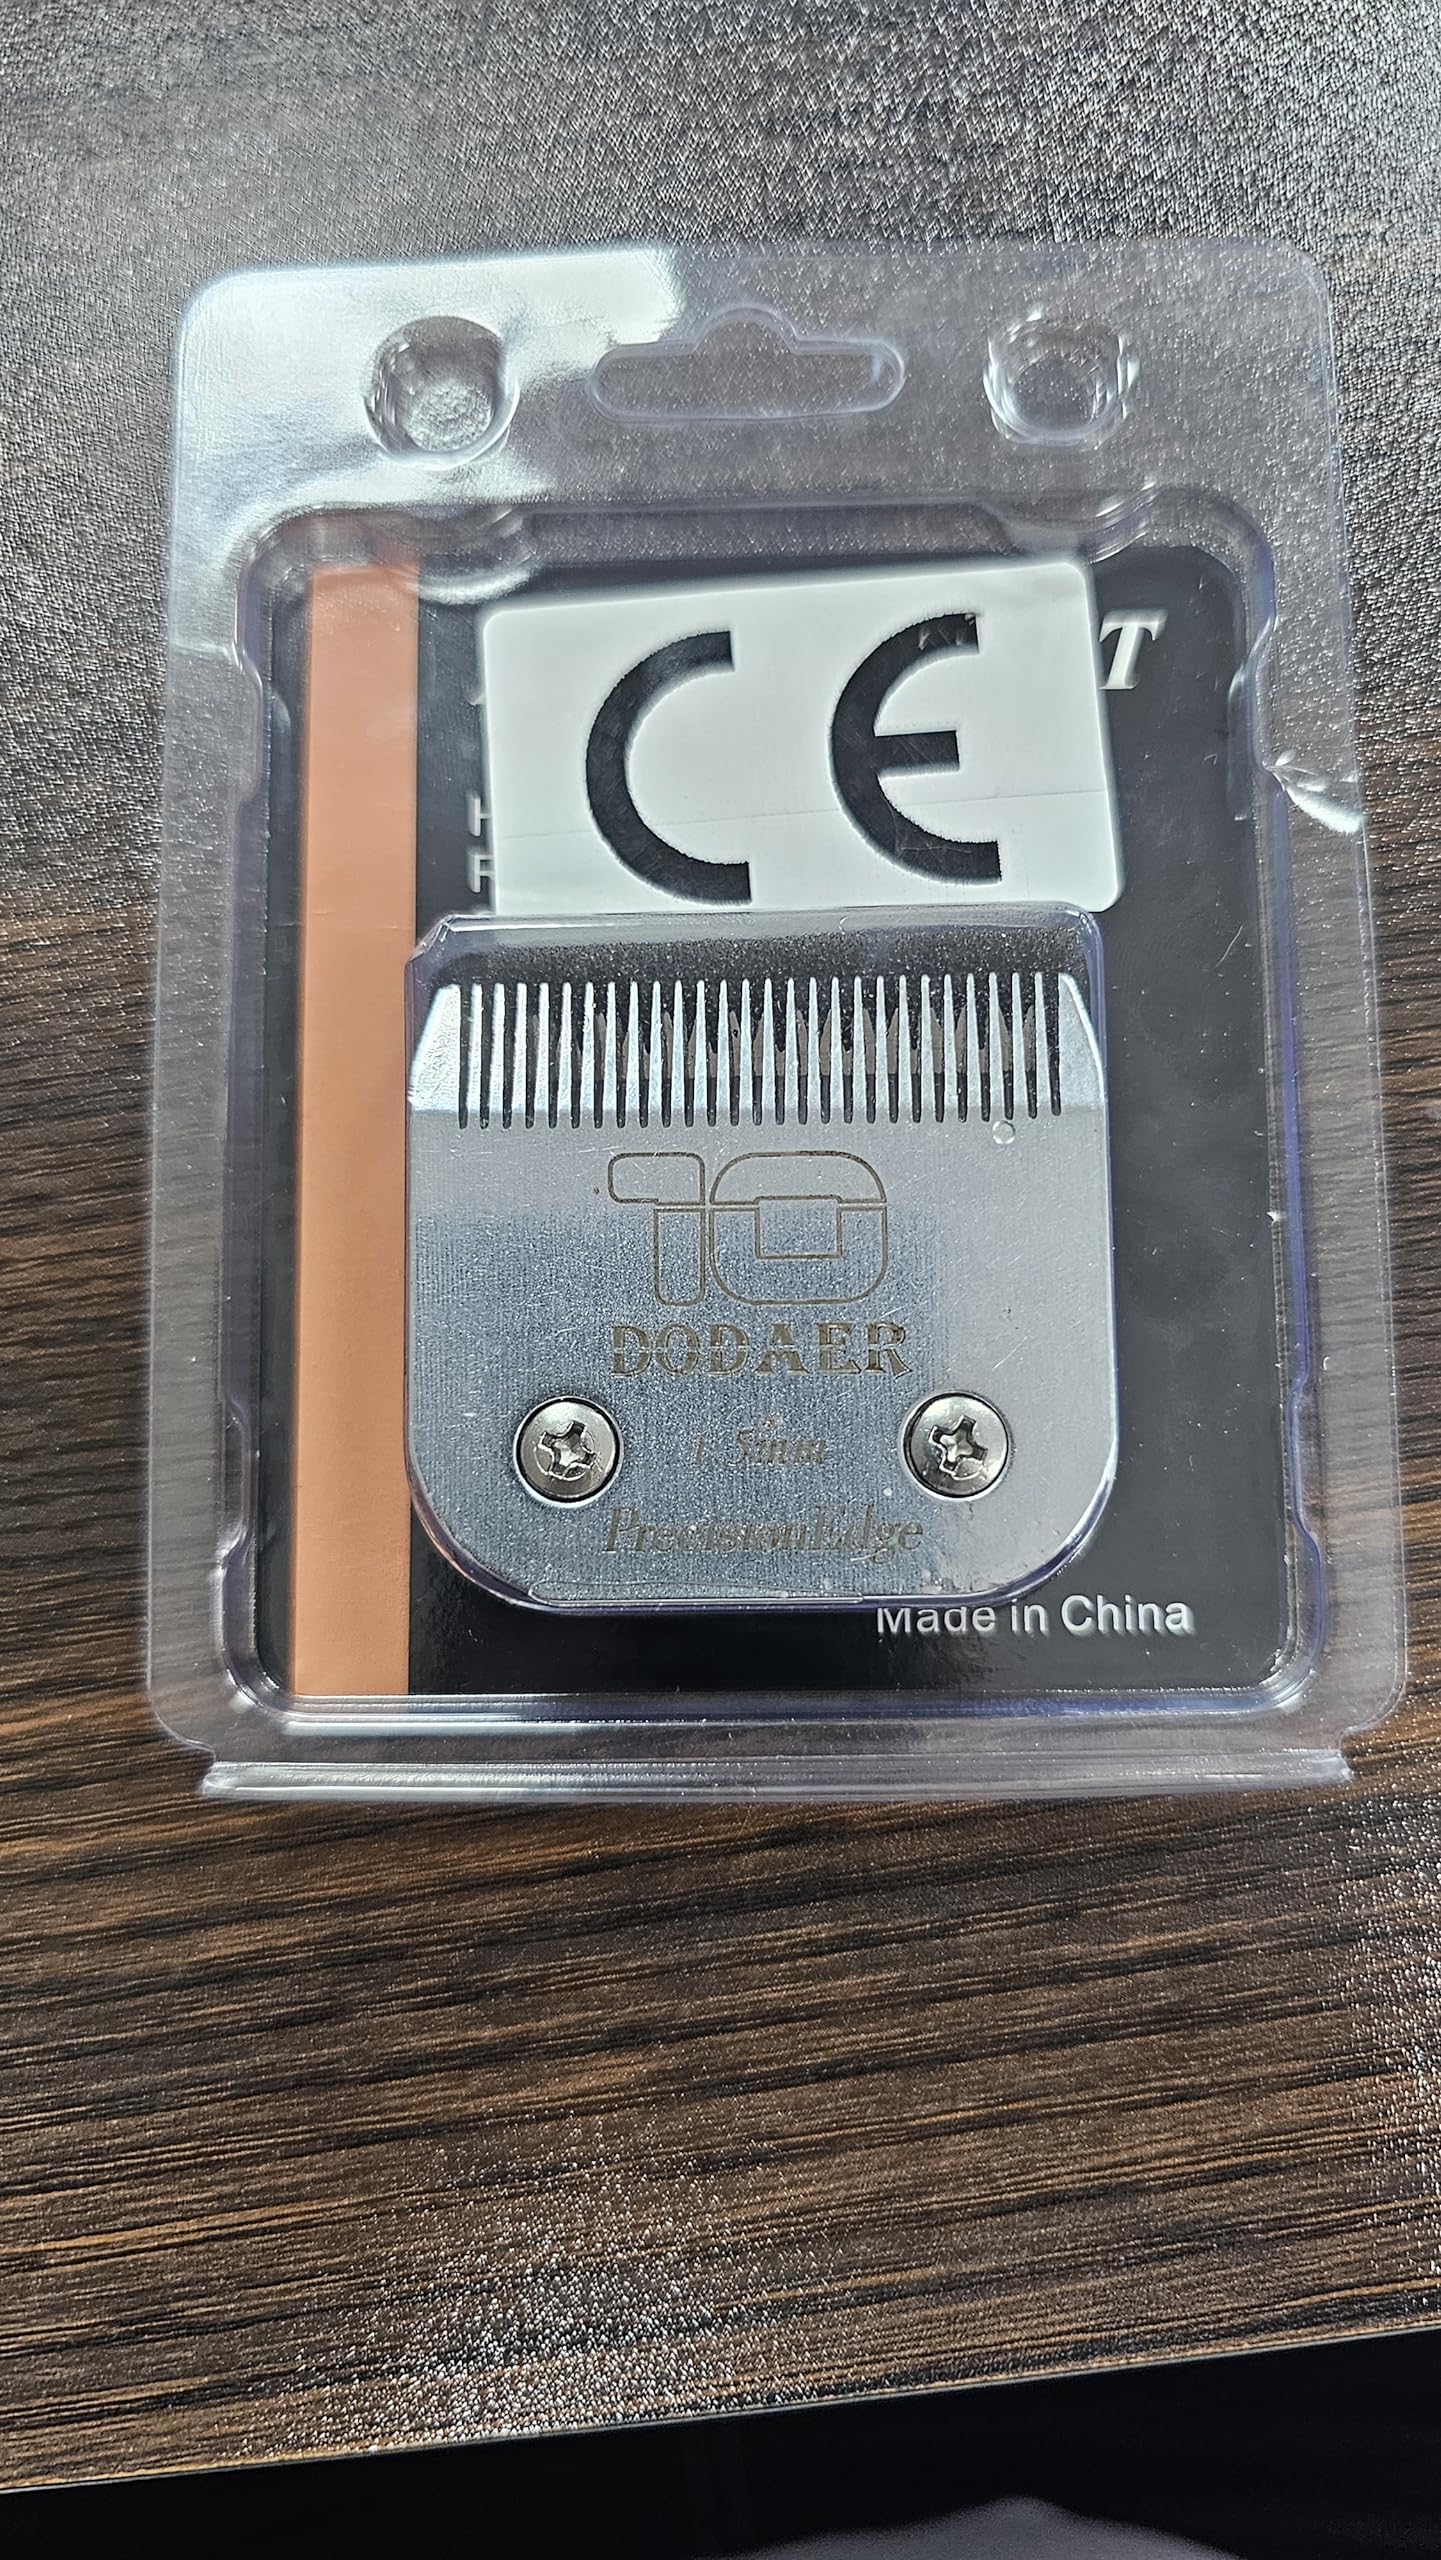 CE
T
10
DODAER
1.5mm
PrecisionEdge
Made in China